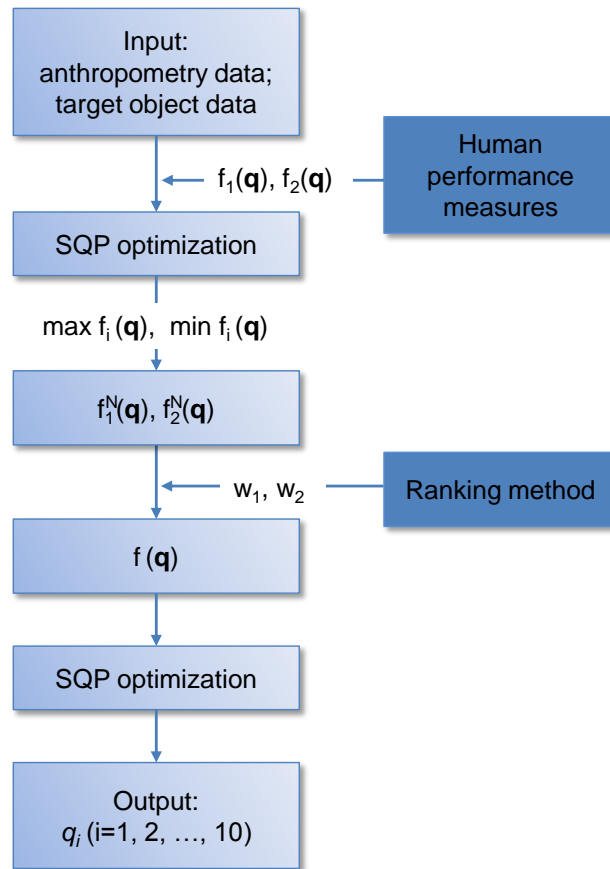 Input:
anthropometry data;
target object data
f₁(q), f₂(q)
Human
performance
measures
SQP optimization
max fᵢ (q), min fᵢ (q)
f₁ᴺ(q), f₂ᴺ(q)
w₁, w₂
Ranking method
f (q)
SQP optimization
Output:
qᵢ (i=1, 2, …, 10)